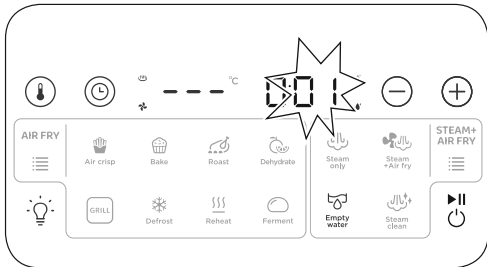 --- °C 0:01
AIR FRY Air crisp Bake Roast Dehydrate Steam only Steam +Air fry STEAM+ AIR FRY
GRILL Defrost Reheat Ferment Empty water Steam clean